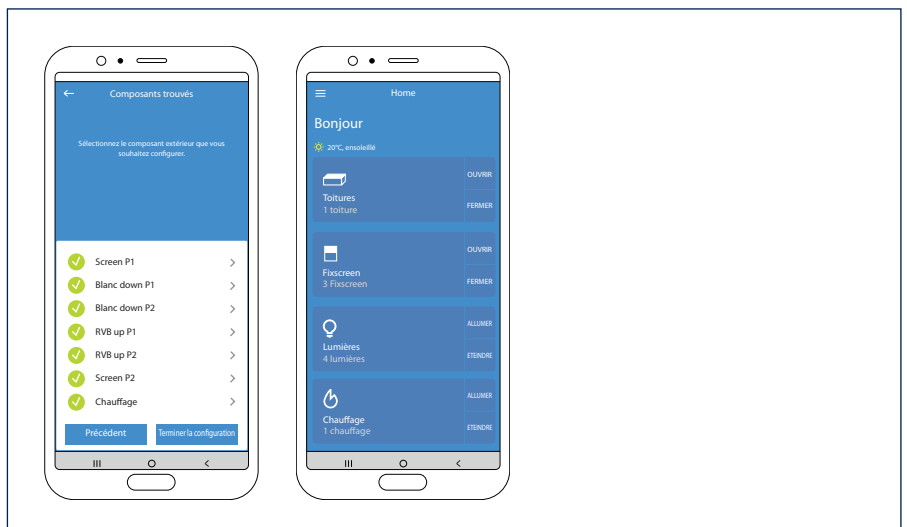 Composants trouvés
Sélectionnez le composant extérieur que vous
souhaitez configurer.
Screen P1
Blanc down P1
Blanc down P2
RVB up P1
RVB up P2
Screen P2
Chauffage
Précédent
Terminer la configuration
Home
Bonjour
20°C, ensoleillé
Toitures
1 toiture
OUVRIR
FERMER
Fixscreen
3 Fixscreen
OUVRIR
FERMER
Lumières
4 lumières
ALLUMER
ETEINDRE
Chauffage
1 chauffage
ALLUMER
ETEINDRE